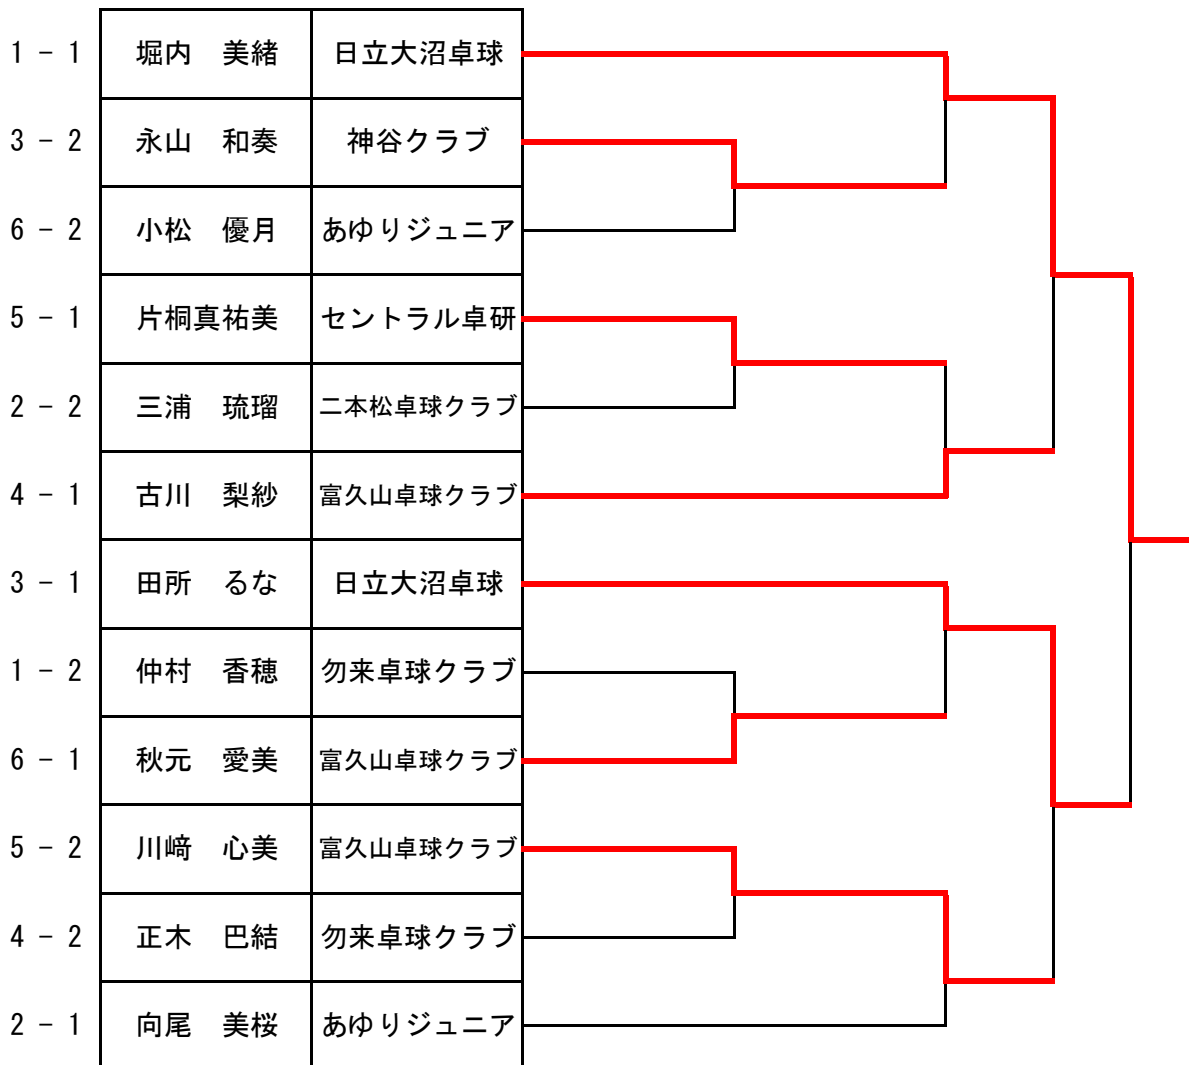 1 - 1 堀内　美緒 日立大沼卓球
3 - 2 永山　和奏 神谷クラブ
6 - 2 小松　優月 あゆりジュニア
5 - 1 片桐真祐美 セントラル卓研
2 - 2 三浦　琉瑠 二本松卓球クラブ
4 - 1 古川　梨紗 富久山卓球クラブ
3 - 1 田所　るな 日立大沼卓球
1 - 2 仲村　香穂 勿来卓球クラブ
6 - 1 秋元　愛美 富久山卓球クラブ
5 - 2 川﨑　心美 富久山卓球クラブ
4 - 2 正木　巴結 勿来卓球クラブ
2 - 1 向尾　美桜 あゆりジュニア